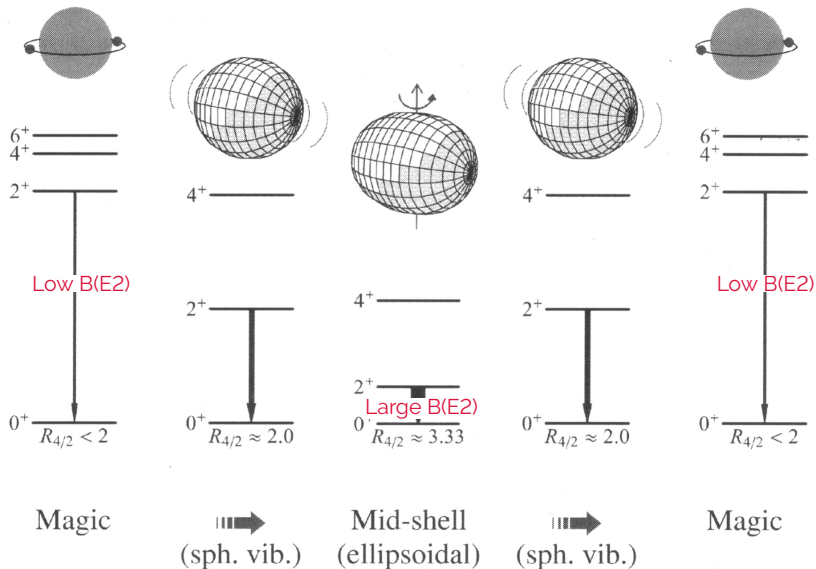 6⁺
4⁺
2⁺
Low B(E2)
0⁺
R₄/₂ < 2
4⁺
2⁺
0⁺
R₄/₂ ≈ 2.0
4⁺
2⁺
Large B(E2)
0⁺
R₄/₂ ≈ 3.33
4⁺
2⁺
0⁺
R₄/₂ ≈ 2.0
6⁺
4⁺
2⁺
Low B(E2)
0⁺
R₄/₂ < 2
Magic
(sph. vib.)
Mid-shell
(ellipsoidal)
(sph. vib.)
Magic